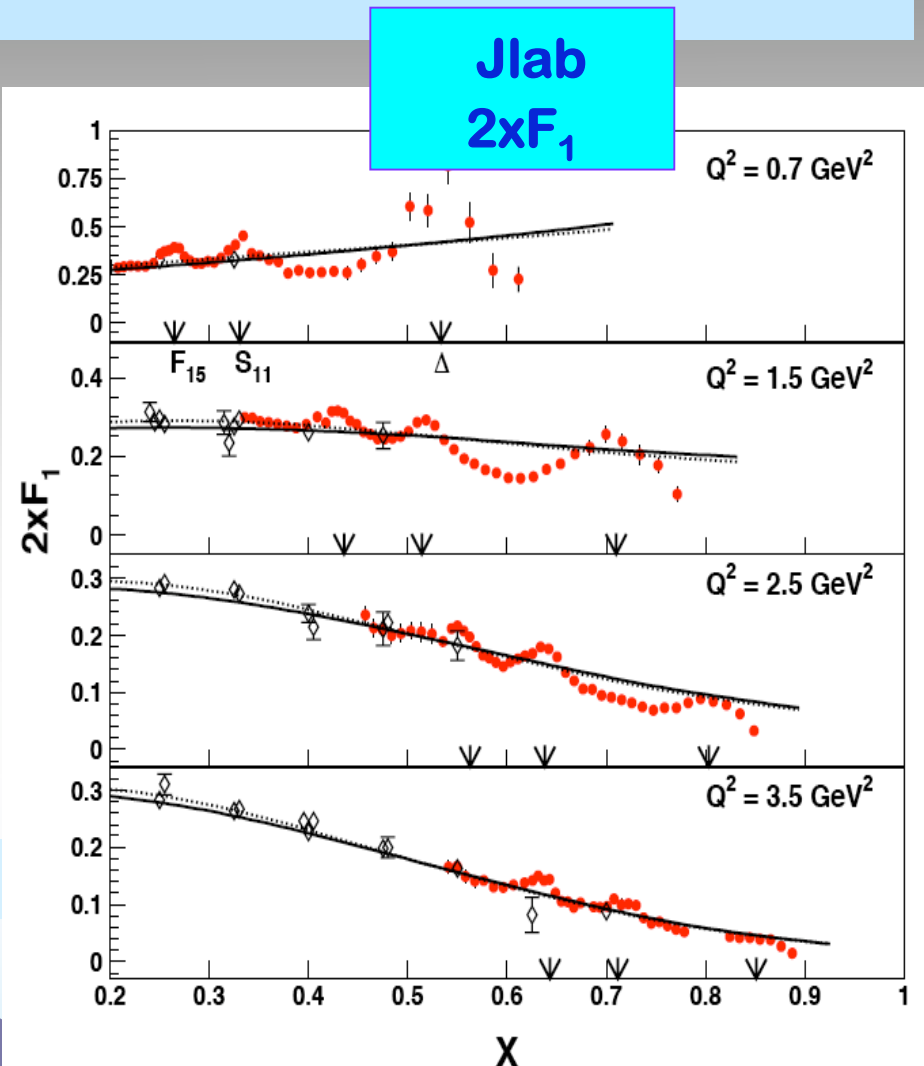 Jlab
2xF₁
Q² = 0.7 GeV²
1
0.75
0.5
0.25
0
F₁₅ S₁₁ Δ
Q² = 1.5 GeV²
0.4
0.2
0
2xF₁
Q² = 2.5 GeV²
0.3
0.2
0.1
0
Q² = 3.5 GeV²
0.3
0.2
0.1
0
0.2 0.3 0.4 0.5 0.6 0.7 0.8 0.9 1
X